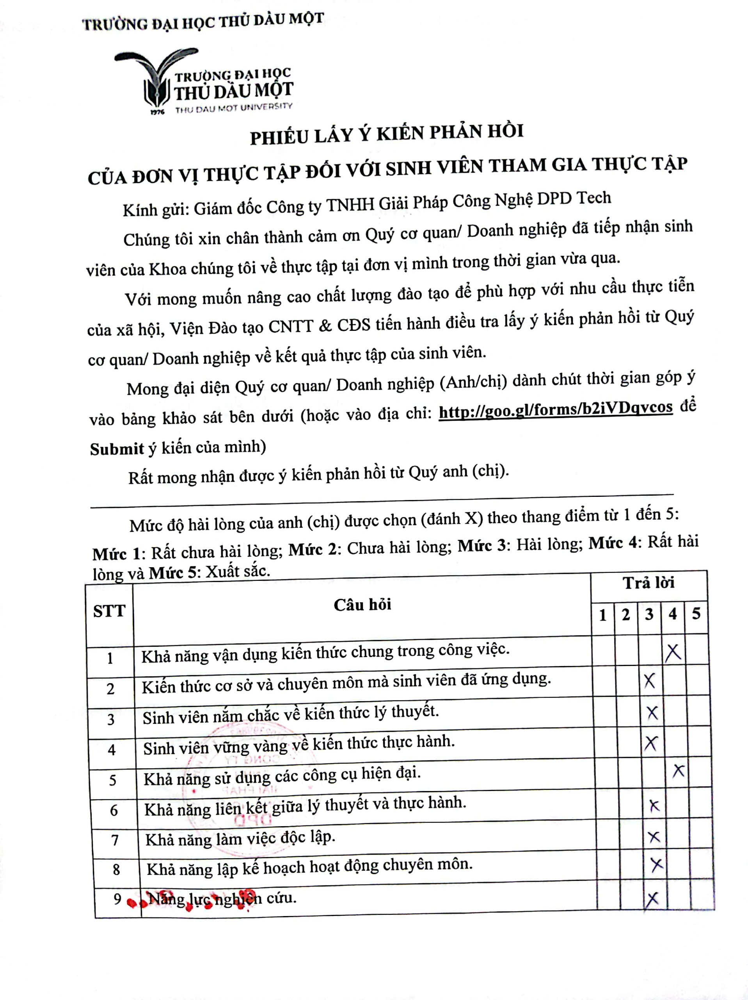 TRƯỜNG ĐẠI HỌC THỦ DẦU MỘT
TRƯỜNG ĐẠI HỌC
THỦ DẦU MỘT
1976 THU DAU MOT UNIVERSITY
PHIẾU LẤY Ý KIẾN PHẢN HỒI
CỦA ĐƠN VỊ THỰC TẬP ĐỐI VỚI SINH VIÊN THAM GIA THỰC TẬP
Kính gửi: Giám đốc Công ty TNHH Giải Pháp Công Nghệ DPD Tech
Chúng tôi xin chân thành cảm ơn Quý cơ quan/ Doanh nghiệp đã tiếp nhận sinh
viên của Khoa chúng tôi về thực tập tại đơn vị mình trong thời gian vừa qua.
Với mong muốn nâng cao chất lượng đào tạo để phù hợp với nhu cầu thực tiễn
của xã hội, Viện Đào tạo CNTT & CĐS tiến hành điều tra lấy ý kiến phản hồi từ Quý
cơ quan/ Doanh nghiệp về kết quả thực tập của sinh viên.
Mong đại diện Quý cơ quan/ Doanh nghiệp (Anh/chị) dành chút thời gian góp ý
vào bảng khảo sát bên dưới (hoặc vào địa chỉ: http://goo.gl/forms/b2iVDqvcos để
Submit ý kiến của mình)
Rất mong nhận được ý kiến phản hồi từ Quý anh (chị).
Mức độ hài lòng của anh (chị) được chọn (đánh X) theo thang điểm từ 1 đến 5:
Mức 1: Rất chưa hài lòng; Mức 2: Chưa hài lòng; Mức 3: Hài lòng; Mức 4: Rất hài
lòng và Mức 5: Xuất sắc.
STT Câu hỏi Trả lời
1 2 3 4 5
1 Khả năng vận dụng kiến thức chung trong công việc. X
2 Kiến thức cơ sở và chuyên môn mà sinh viên đã ứng dụng. X
3 Sinh viên nắm chắc về kiến thức lý thuyết. X
4 Sinh viên vững vàng về kiến thức thực hành. X
5 Khả năng sử dụng các công cụ hiện đại. X
6 Khả năng liên kết giữa lý thuyết và thực hành. X
7 Khả năng làm việc độc lập. X
8 Khả năng lập kế hoạch hoạt động chuyên môn. X
9 Năng lực nghiên cứu. X